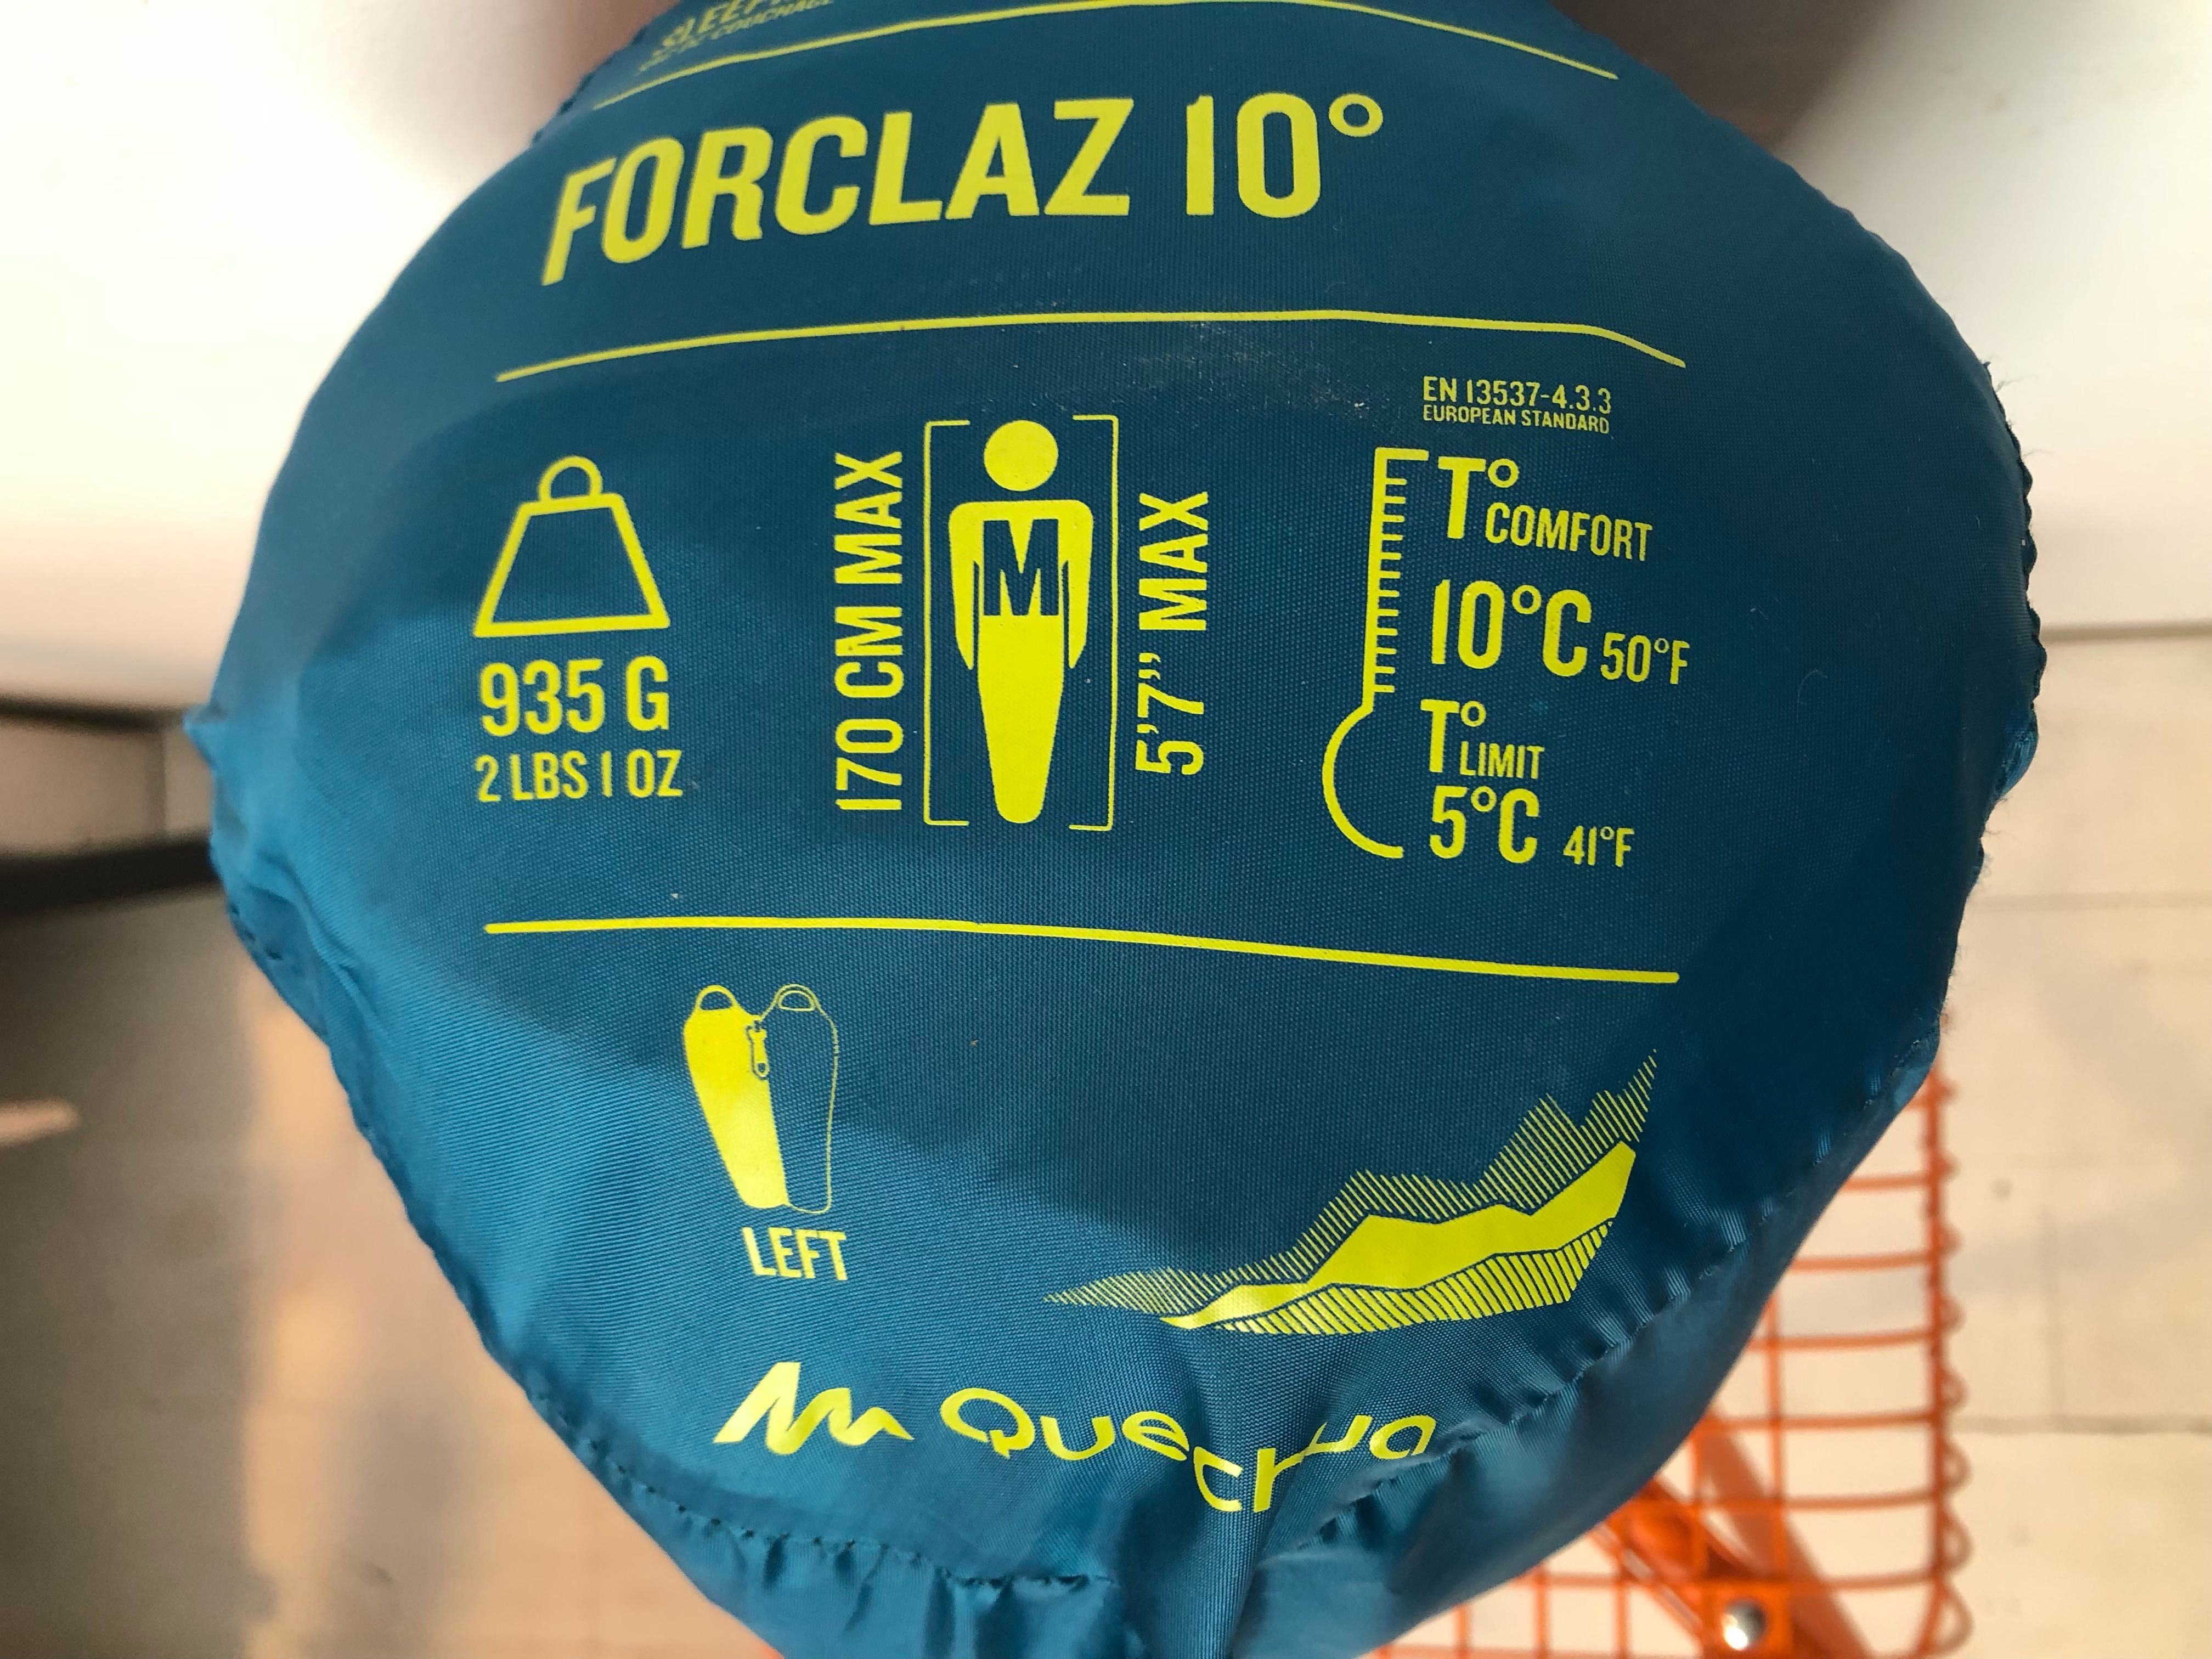 FORCLAZ 10°
EN 13537-4.3.3
EUROPEAN STANDARD
935 G
2 LBS 1 OZ
170 CM MAX
M
5'7" MAX
T° COMFORT
10°C 50°F
T° LIMIT
5°C 41°F
LEFT
Quechua